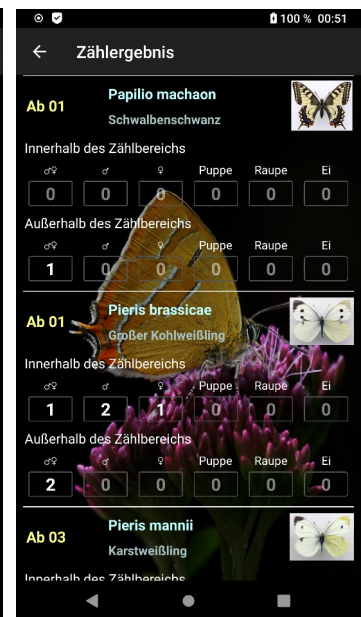 100 % 00:51
Zählergebnis
Papilio machaon
Ab 01
Schwalbenschwanz
Innerhalb des Zählbereichs
♂♀ ♂ ♀ Puppe Raupe Ei
0 0 0 0 0 0
Außerhalb des Zählbereichs
♂♀ ♂ ♀ Puppe Raupe Ei
1 0 0 0 0 0
Pieris brassicae
Ab 01
Großer Kohlweißling
Innerhalb des Zählbereichs
♂♀ ♂ ♀ Puppe Raupe Ei
1 2 1 0 0 0
Außerhalb des Zählbereichs
♂♀ ♂ ♀ Puppe Raupe Ei
2 0 0 0 0 0
Pieris mannii
Ab 03
Karstweißling
Innerhalb des Zählbereichs